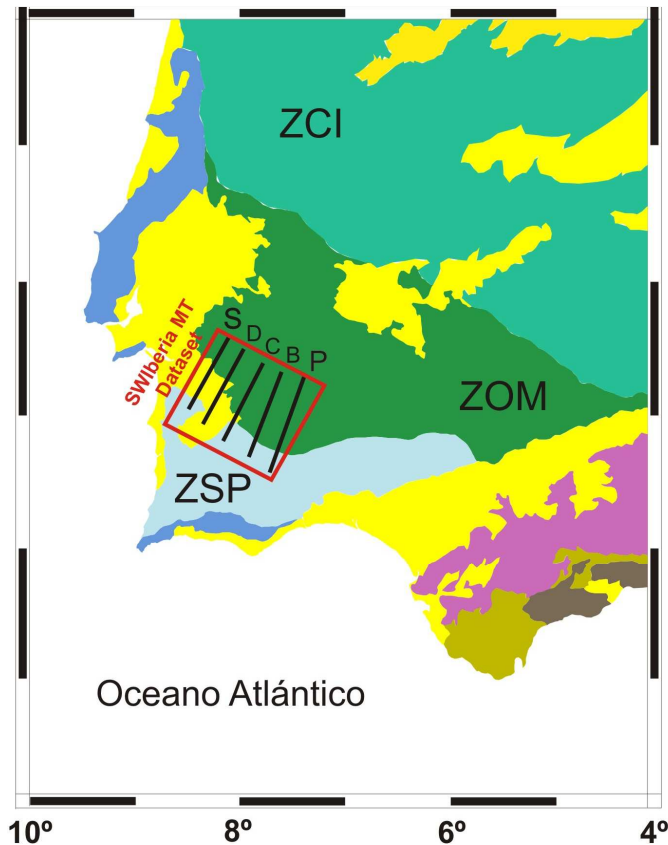 ZCI
SWIberia MT
Dataset
S
D
C
B
P
ZOM
ZSP
Oceano Atlántico
10º
8º
6º
4º